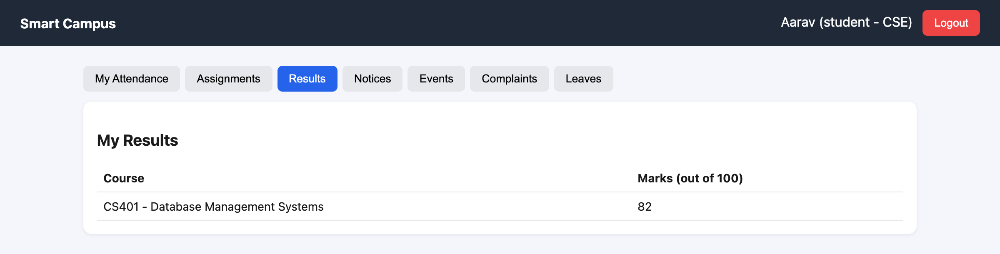 Smart Campus
Aarav (student - CSE)
Logout
My Attendance
Assignments
Results
Notices
Events
Complaints
Leaves
My Results
Course
Marks (out of 100)
CS401 - Database Management Systems
82